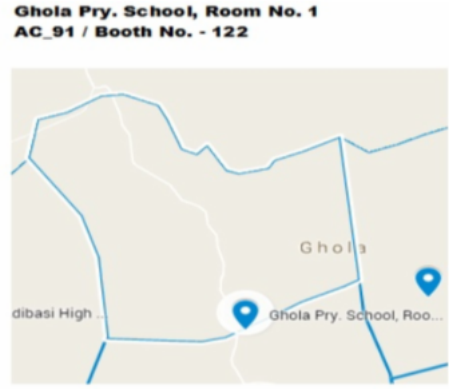 Ghola Pry. School, Room No. 1
AC_91 / Booth No. - 122
Ghola
dibasi High ...
Ghola Pry. School, Roo...